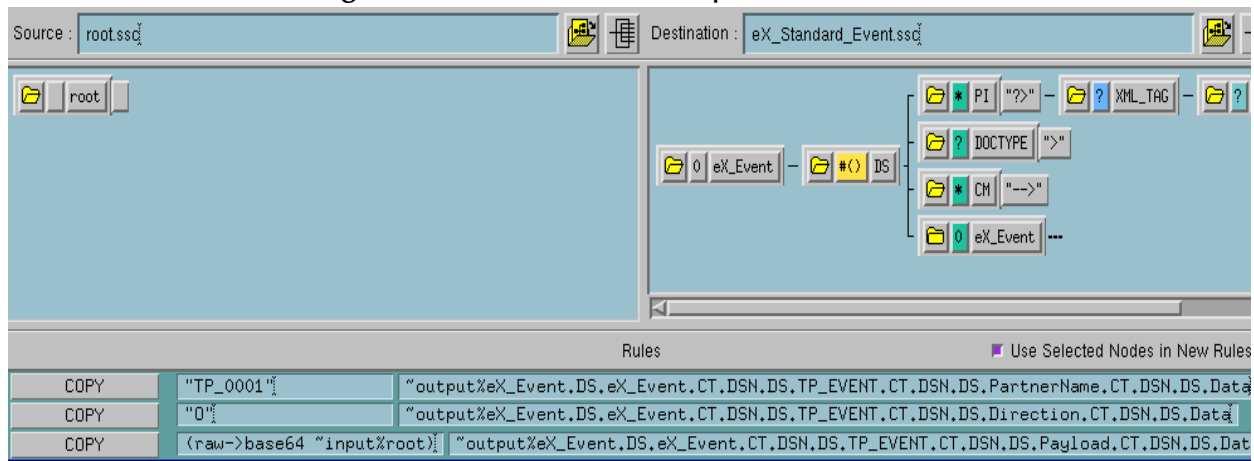 Source : root.ssc Destination : eX_Standard_Event.ssc
root
* PI "?>" ? XML_TAG ?
? DOCTYPE ">"
0 eX_Event #() DS
* CM "-->"
0 eX_Event
Rules Use Selected Nodes in New Rules
COPY "TP_0001" ~output%eX_Event.DS.eX_Event.CT.DSN.DS.TP_EVENT.CT.DSN.DS.PartnerName.CT.DSN.DS.Data
COPY "O" ~output%eX_Event.DS.eX_Event.CT.DSN.DS.TP_EVENT.CT.DSN.DS.Direction.CT.DSN.DS.Data
COPY (raw->base64 ~input%root) ~output%eX_Event.DS.eX_Event.CT.DSN.DS.TP_EVENT.CT.DSN.DS.Payload.CT.DSN.DS.Dat